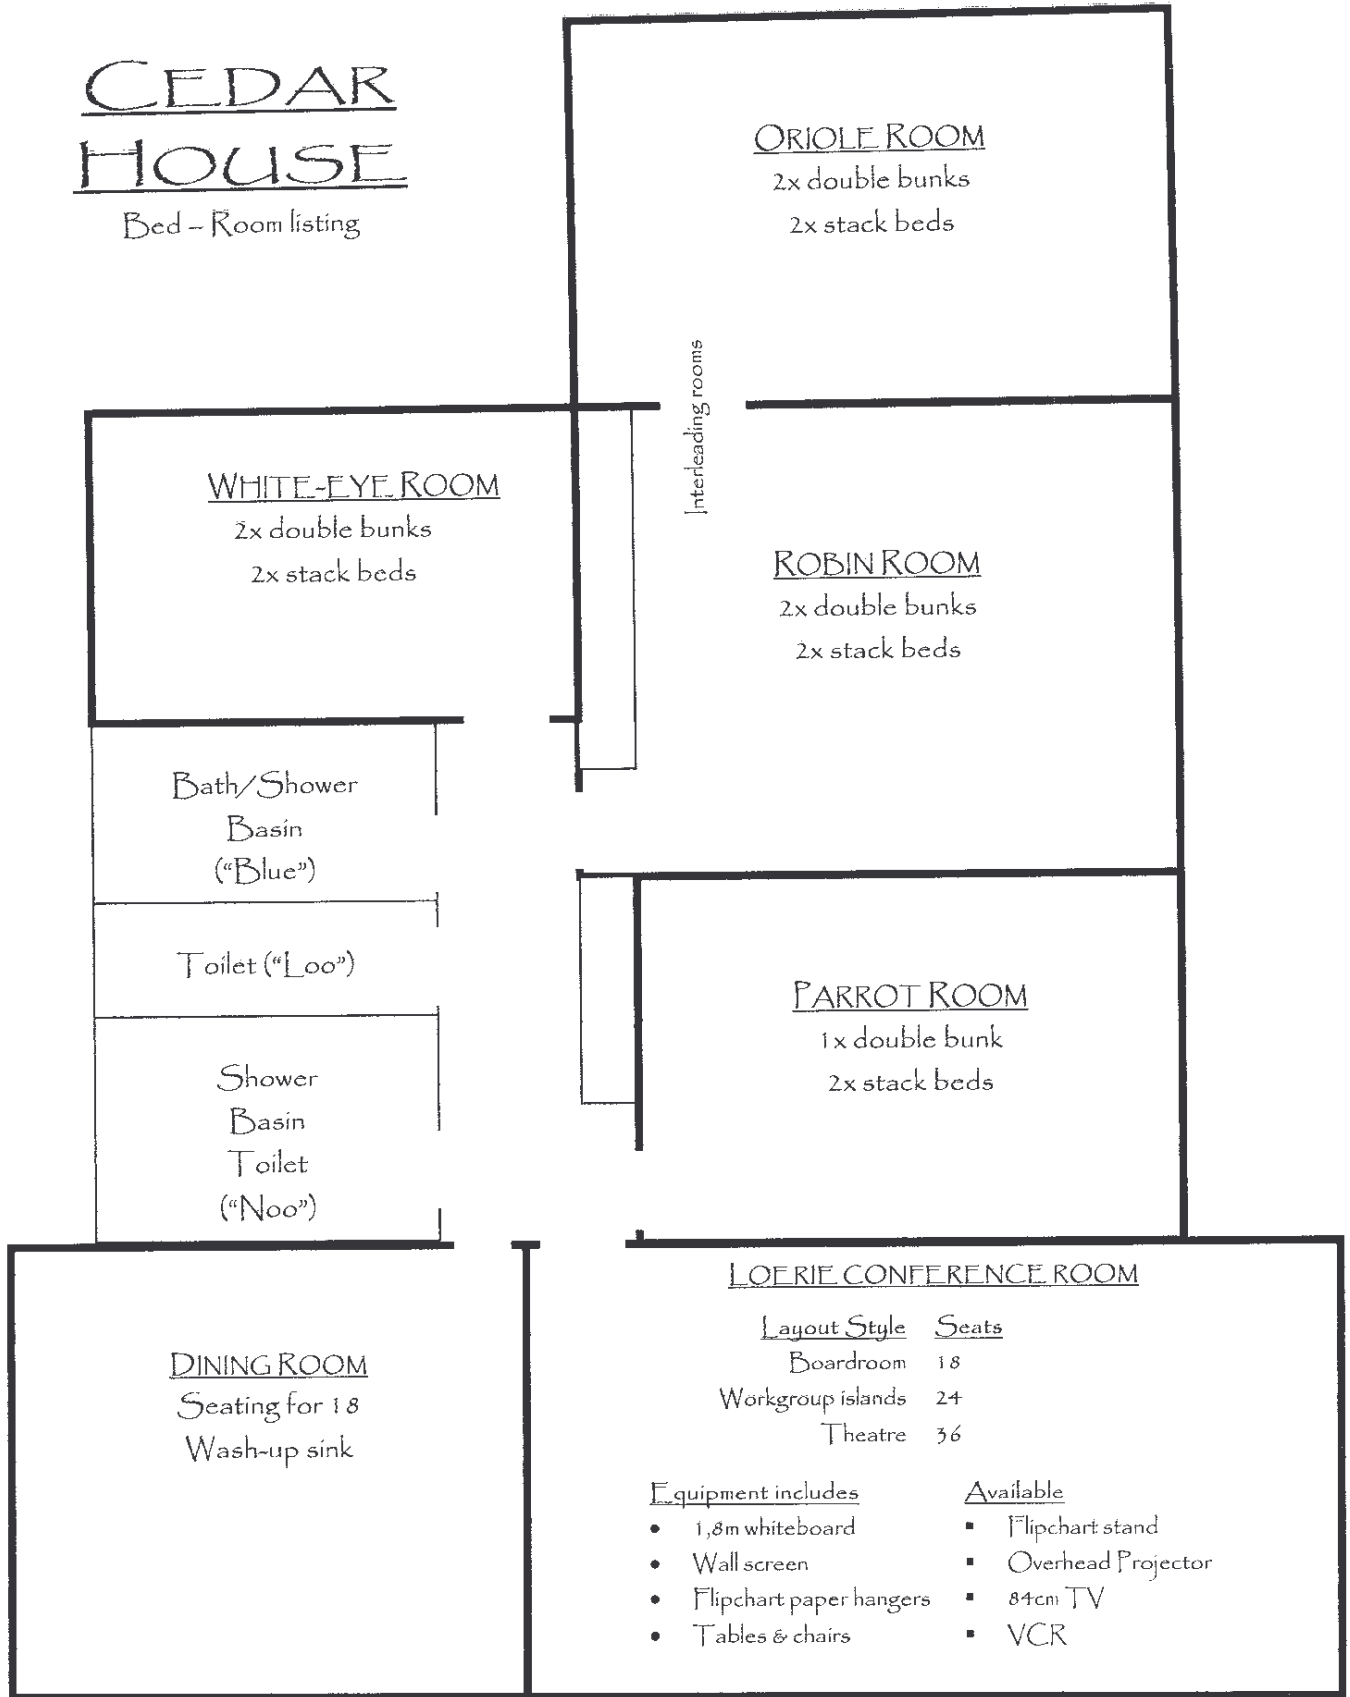 CEDAR
HOUSE
Bed – Room listing
ORIOLE ROOM
2x double bunks
2x stack beds
Interleading rooms
WHITE-EYE ROOM
2x double bunks
2x stack beds
ROBIN ROOM
2x double bunks
2x stack beds
Bath/Shower
Basin
(“Blue”)
Toilet (“Loo”)
PARROT ROOM
1x double bunk
2x stack beds
Shower
Basin
Toilet
(“Noo”)
DINING ROOM
Seating for 18
Wash-up sink
LOERIE CONFERENCE ROOM
Layout Style Seats
Boardroom 18
Workgroup islands 24
Theatre 36
Equipment includes
• 1,8m whiteboard
• Wall screen
• Flipchart paper hangers
• Tables & chairs
Available
▪ Flipchart stand
▪ Overhead Projector
▪ 84cm TV
▪ VCR